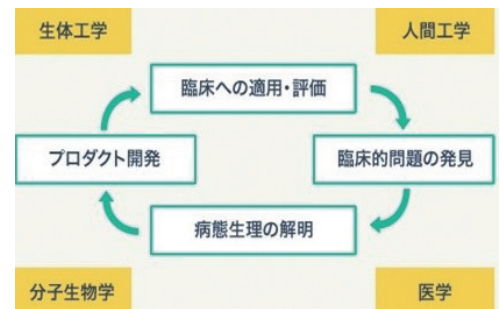 生体工学
人間工学
臨床への適用・評価
プロダクト開発
臨床的問題の発見
病態生理の解明
分子生物学
医学